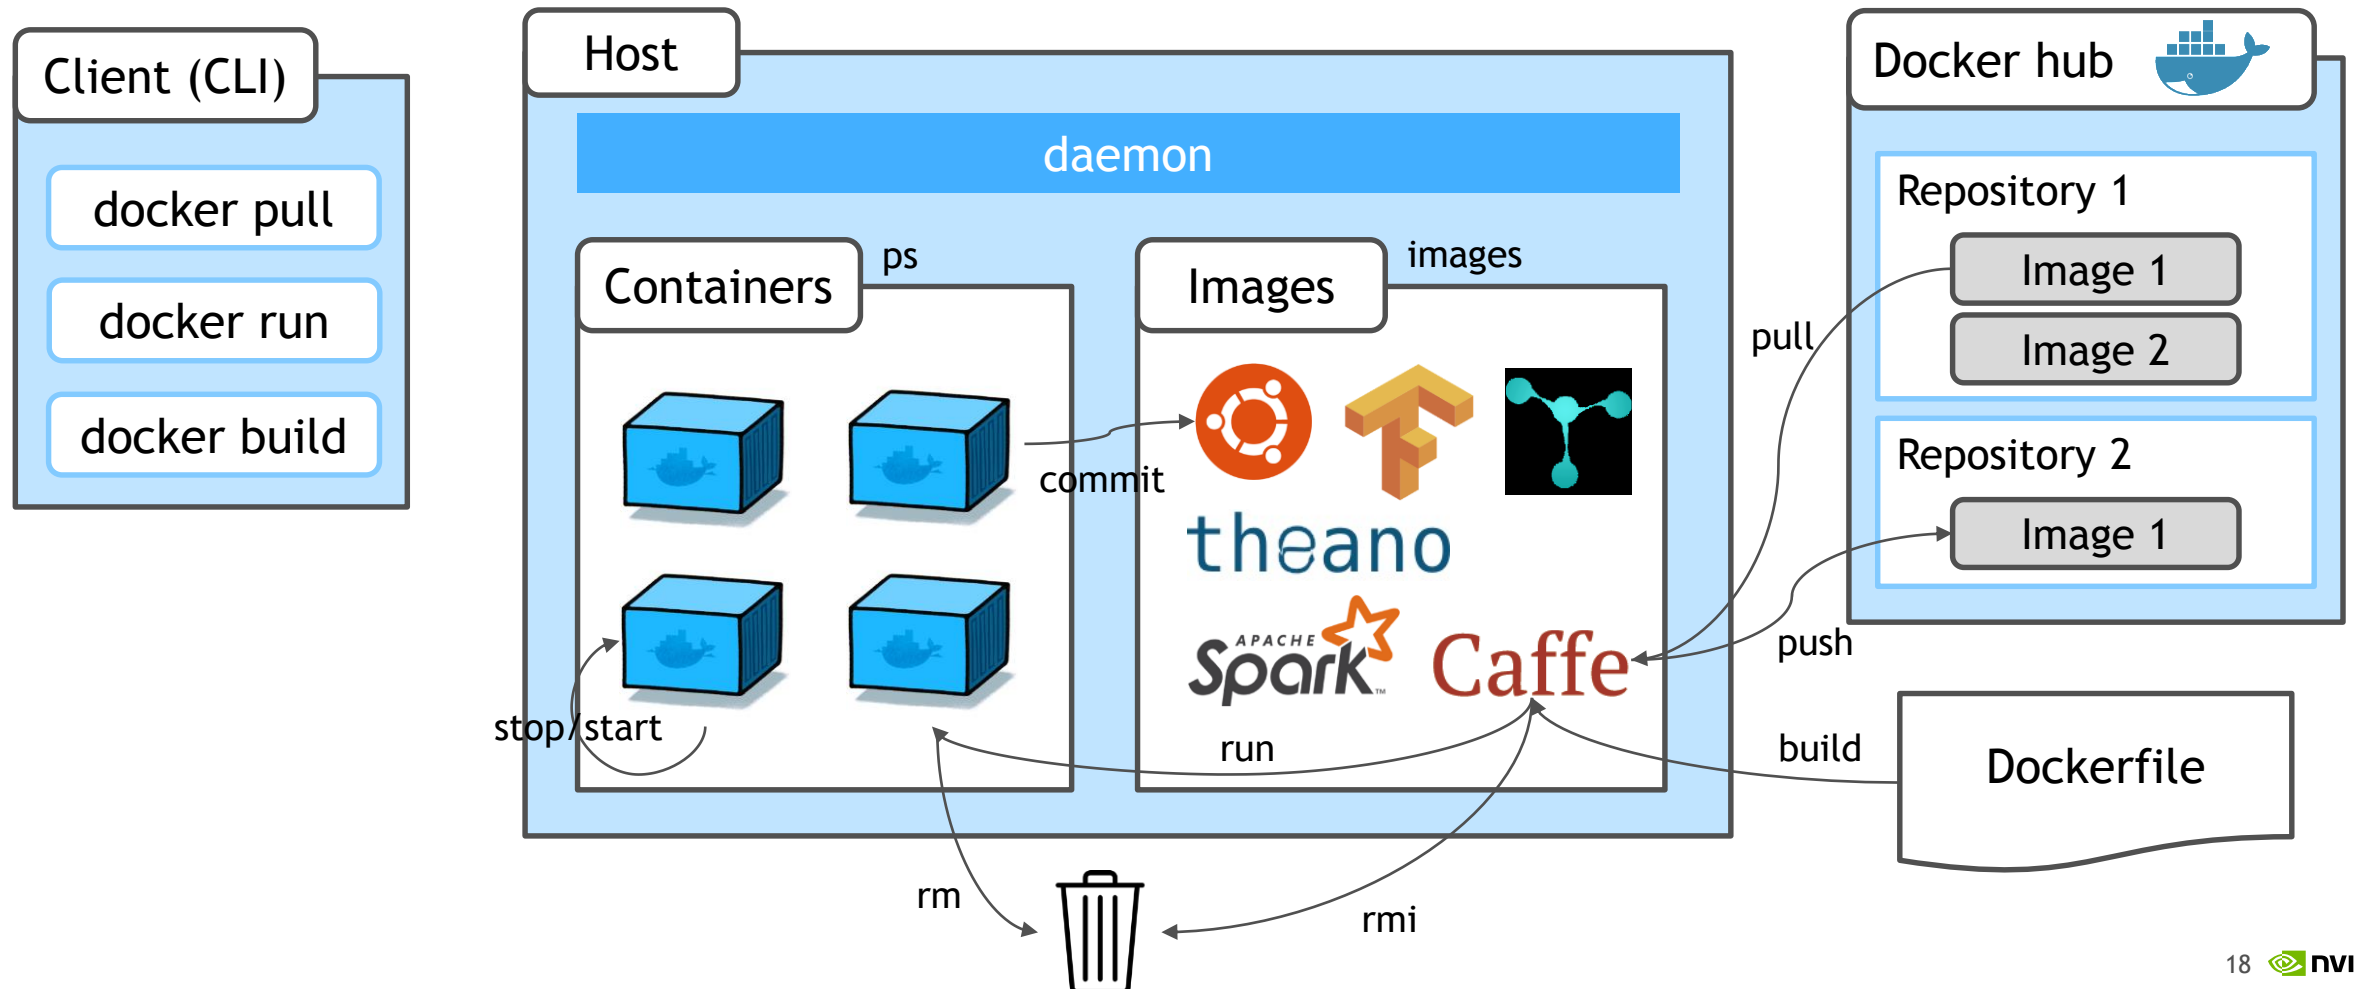 Client (CLI)
docker pull
docker run
docker build
Host
daemon
Containers
ps
Images
images
commit
theano
APACHE
Spark
TM
Caffe
stop/start
run
rm
rmi
Docker hub
Repository 1
Image 1
Image 2
Repository 2
Image 1
pull
push
build
Dockerfile
18
NVI